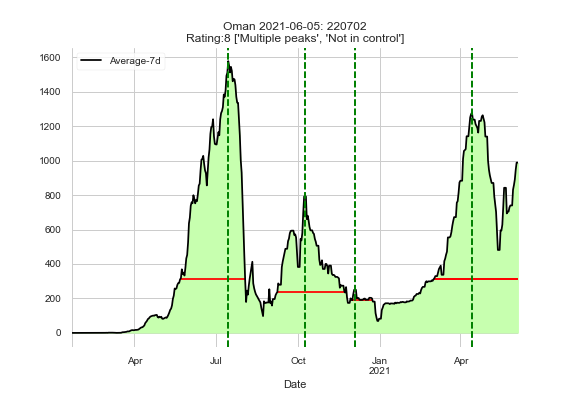 Oman 2021-06-05: 220702
Rating:8 ['Multiple peaks', 'Not in control']
Average-7d
1600
1400
1200
1000
800
600
400
200
0
Apr Jul Oct Jan Apr
2021
Date